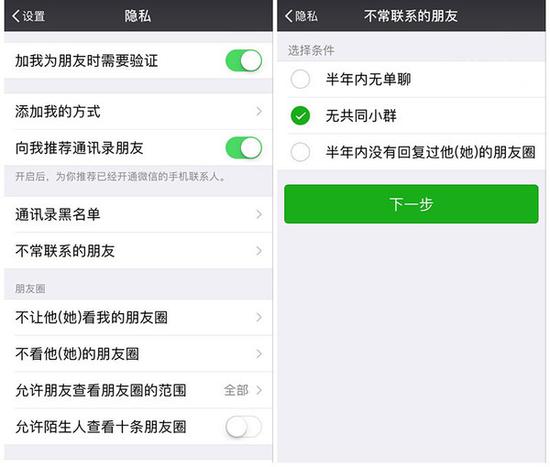 设置
隐私
加我为朋友时需要验证
添加我的方式
向我推荐通讯录朋友
开启后，为你推荐已经开通微信的手机联系人。
通讯录黑名单
不常联系的朋友
朋友圈
不让他(她)看我的朋友圈
不看他(她)的朋友圈
允许朋友查看朋友圈的范围 全部
允许陌生人查看十条朋友圈
隐私
不常联系的朋友
选择条件
半年内无单聊
无共同小群
半年内没有回复过他(她)的朋友圈
下一步